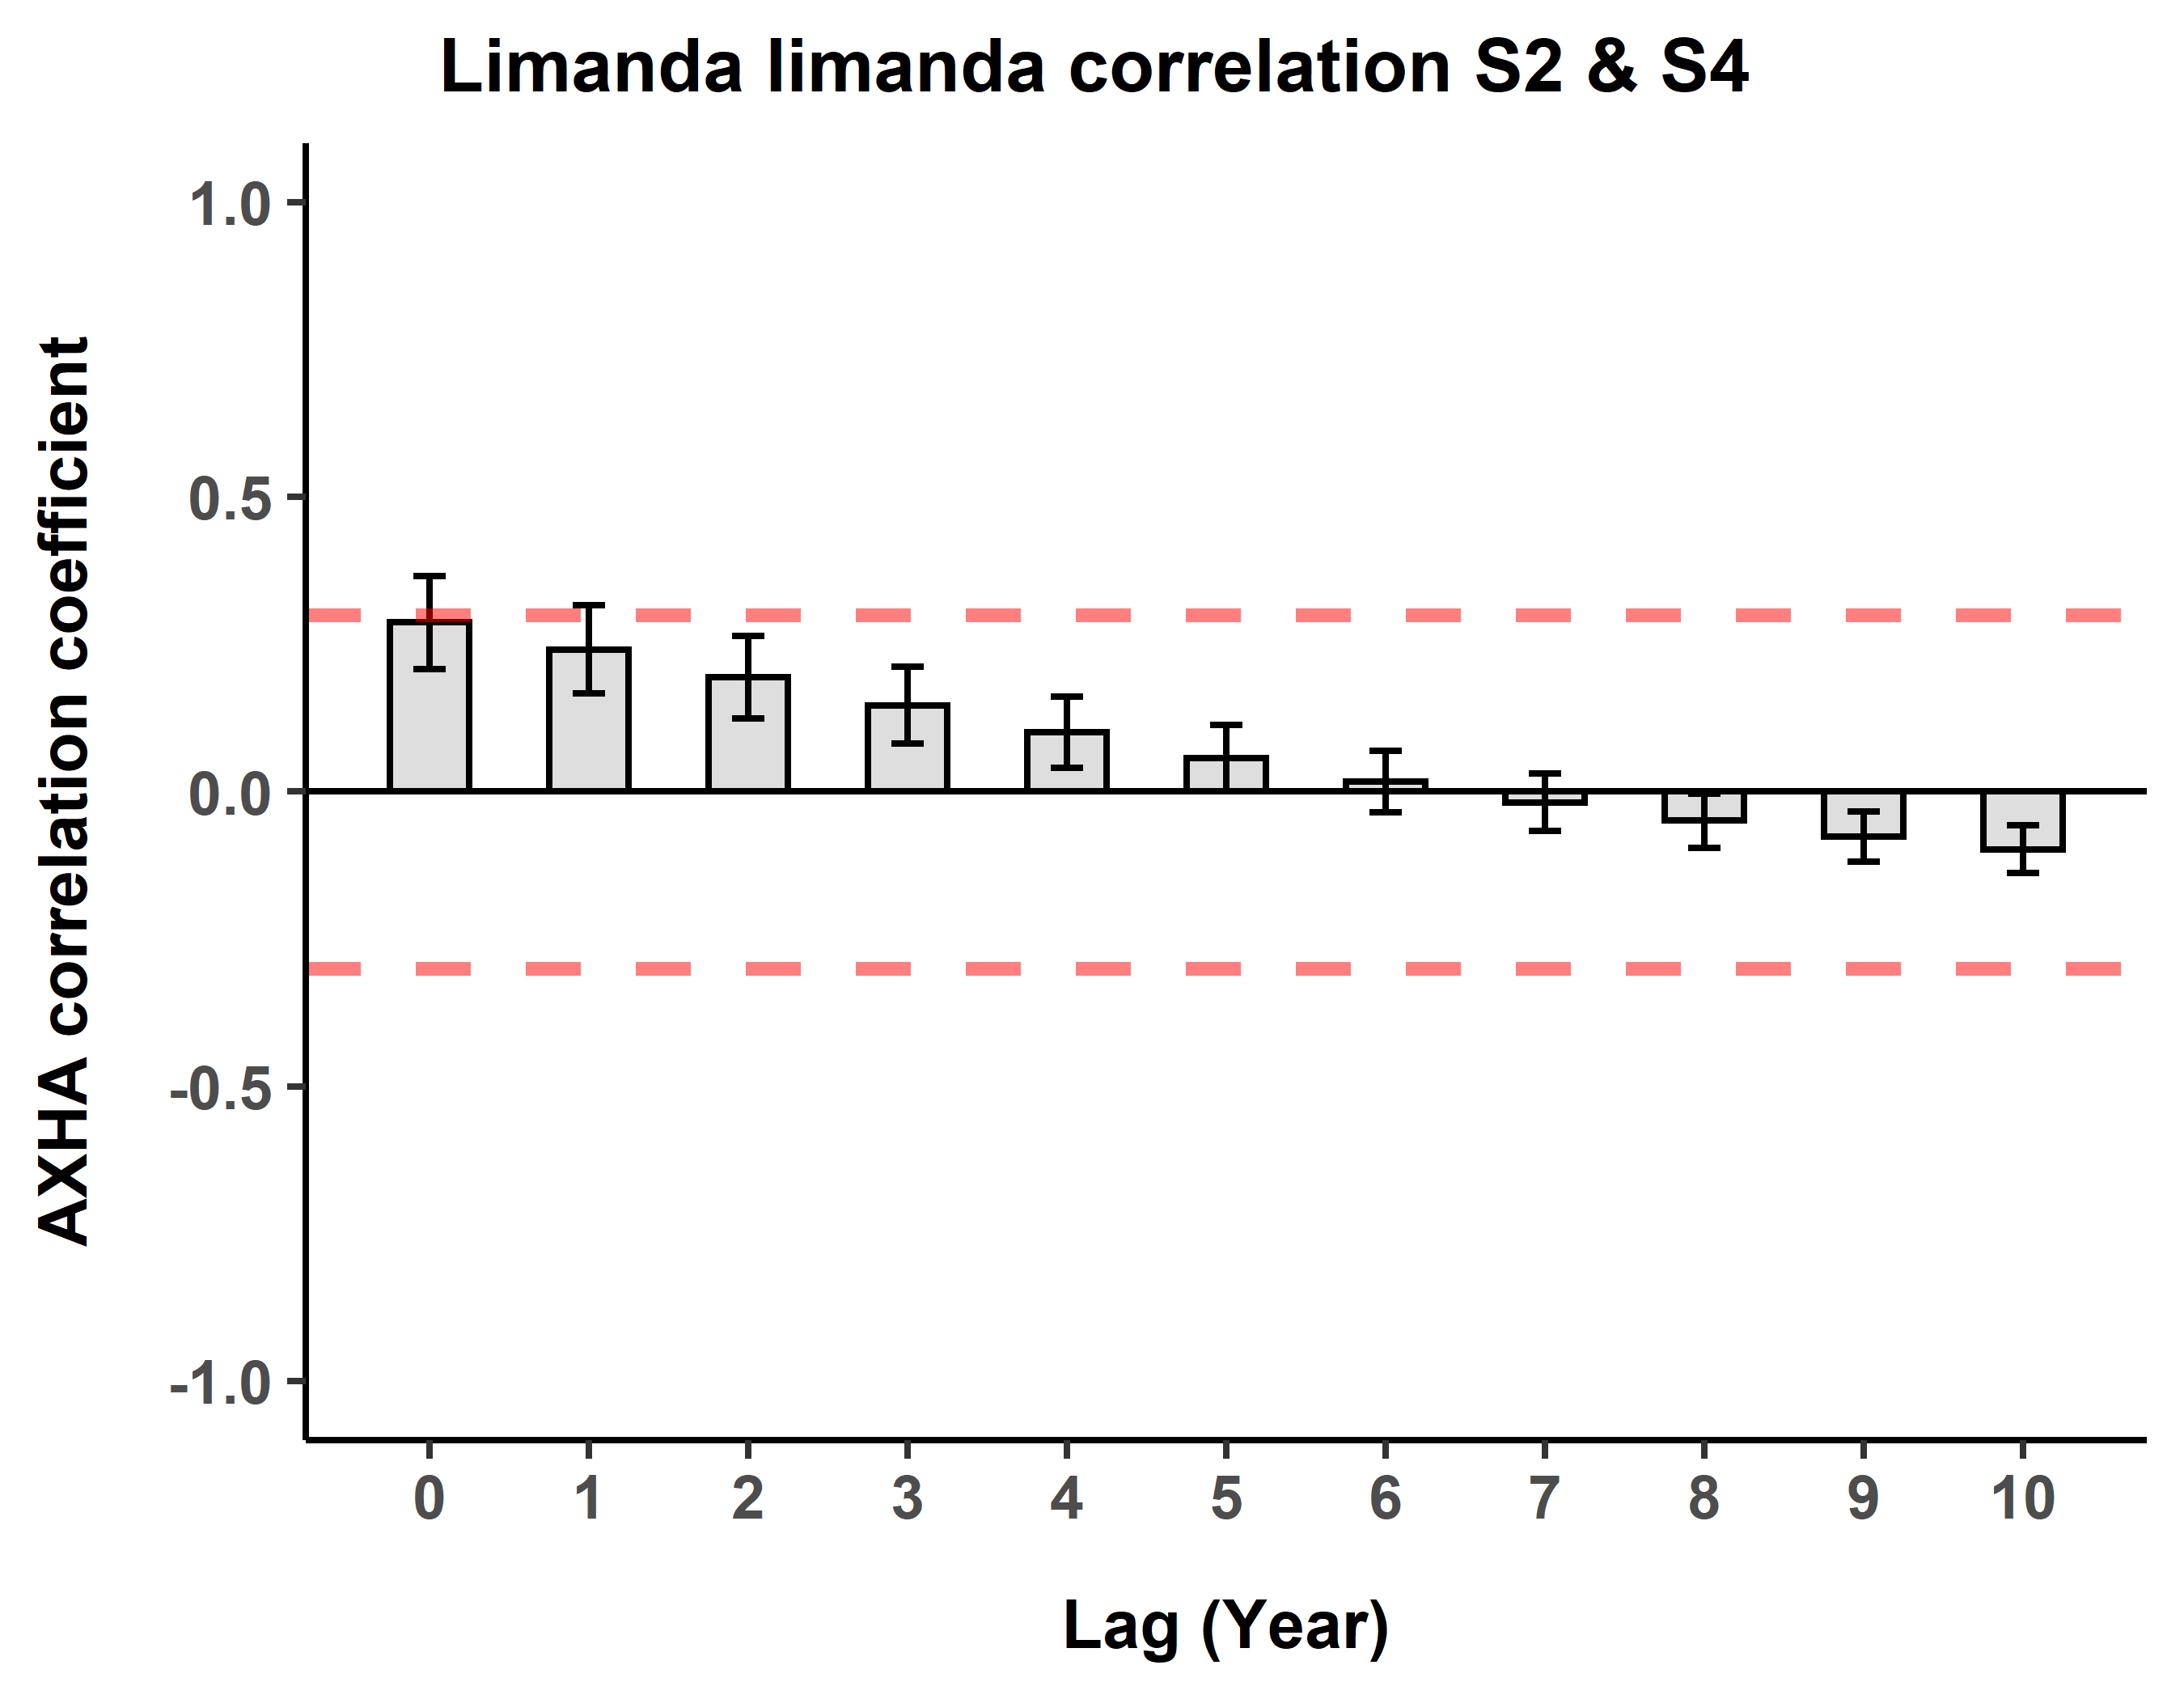 Limanda limanda correlation S2 & S4
AXHA correlation coefficient
1.0
0.5
0.0
-0.5
-1.0
0 1 2 3 4 5 6 7 8 9 10
Lag (Year)